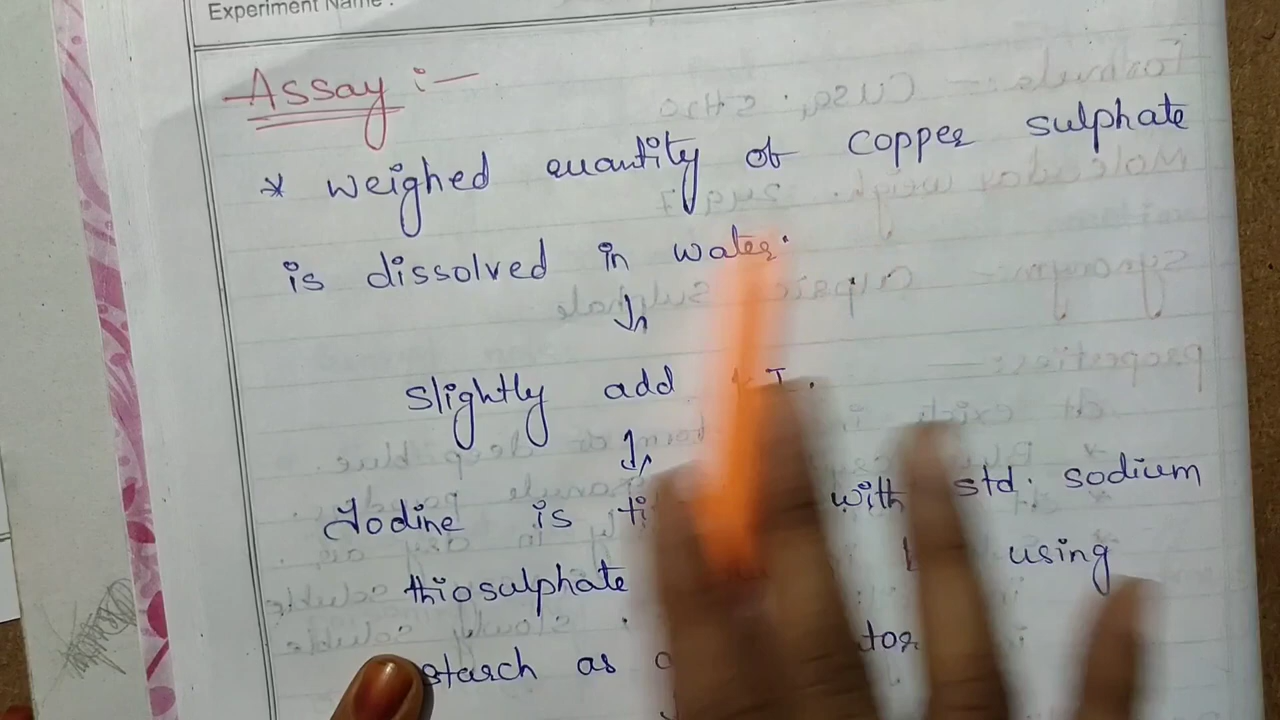 Experiment Name :
Assay :-
* weighed quantity of copper sulphate
is dissolved in water.
slightly add
Iodine is with std. sodium
thiosulphate using
starch as